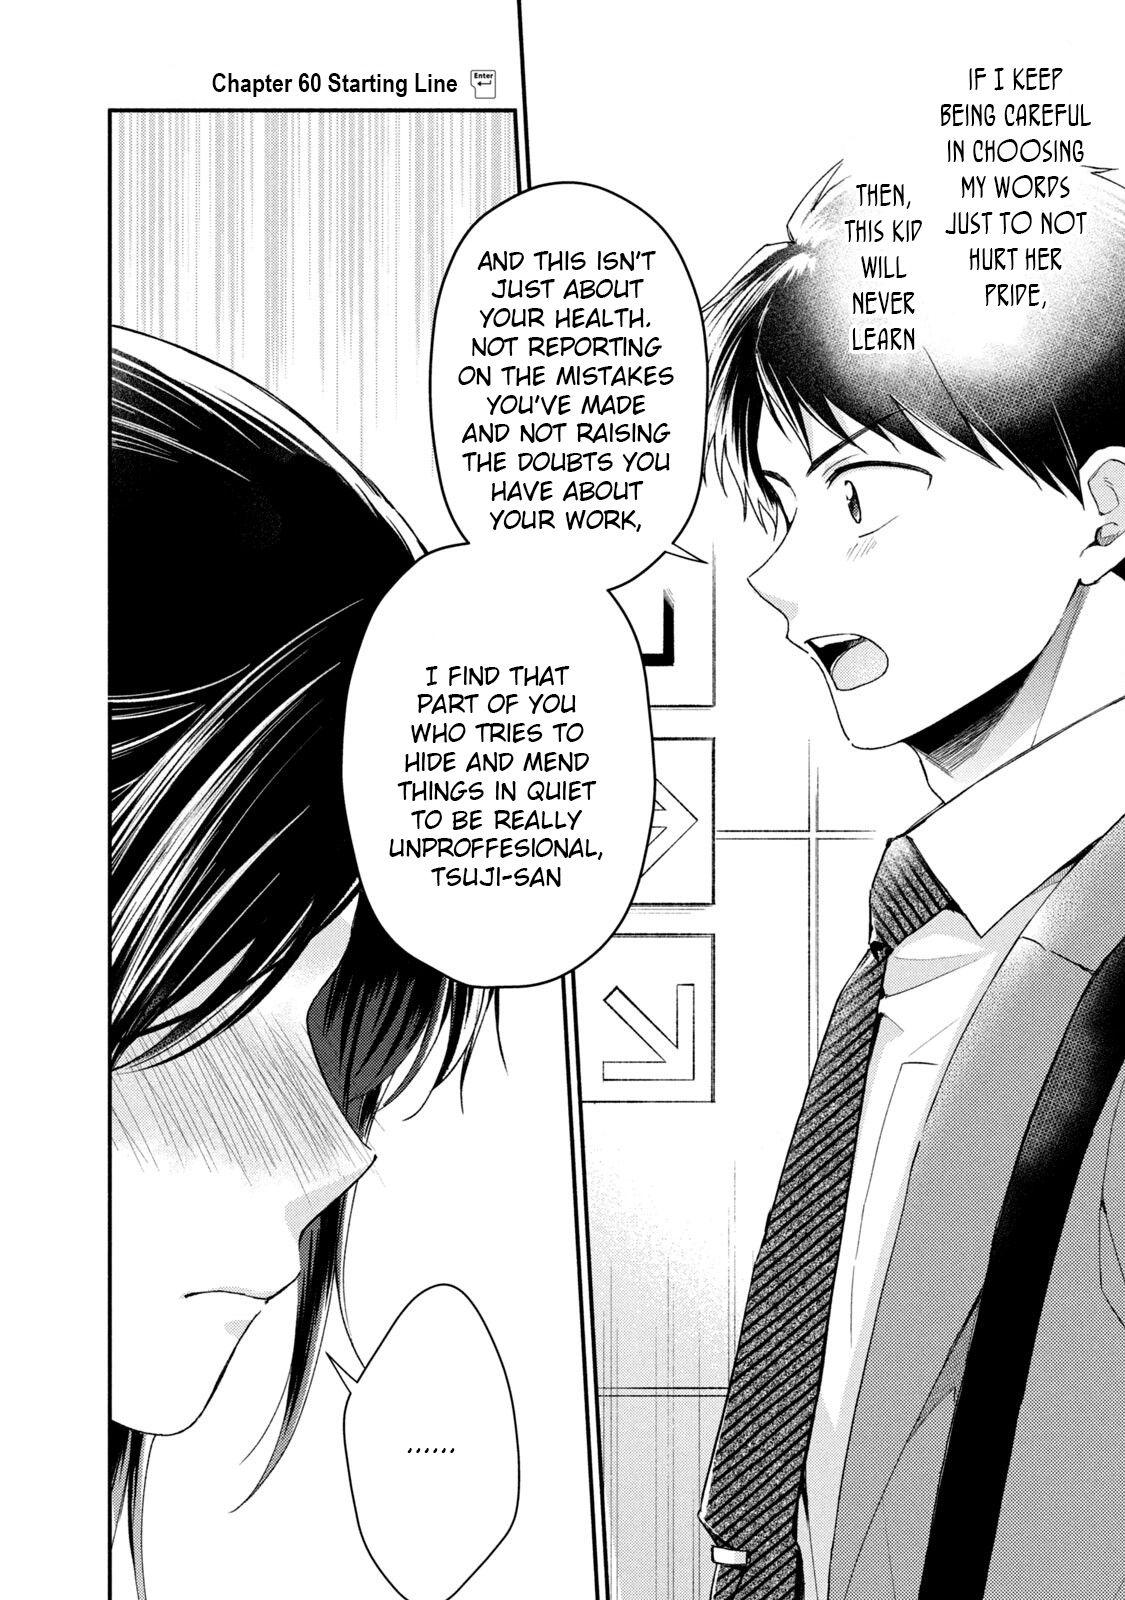 Chapter 60 Starting Line
Enter
IF I KEEP
BEING CAREFUL
IN CHOOSING
MY WORDS
JUST TO NOT
HURT HER
PRIDE,
THEN,
THIS KID
WILL
NEVER
LEARN
AND THIS ISN'T
JUST ABOUT
YOUR HEALTH.
NOT REPORTING
ON THE MISTAKES
YOU'VE MADE
AND NOT RAISING
THE DOUBTS YOU
HAVE ABOUT
YOUR WORK,
I FIND THAT
PART OF YOU
WHO TRIES TO
HIDE AND MEND
THINGS IN QUIET
TO BE REALLY
UNPROFFESIONAL,
TSUJI-SAN
......